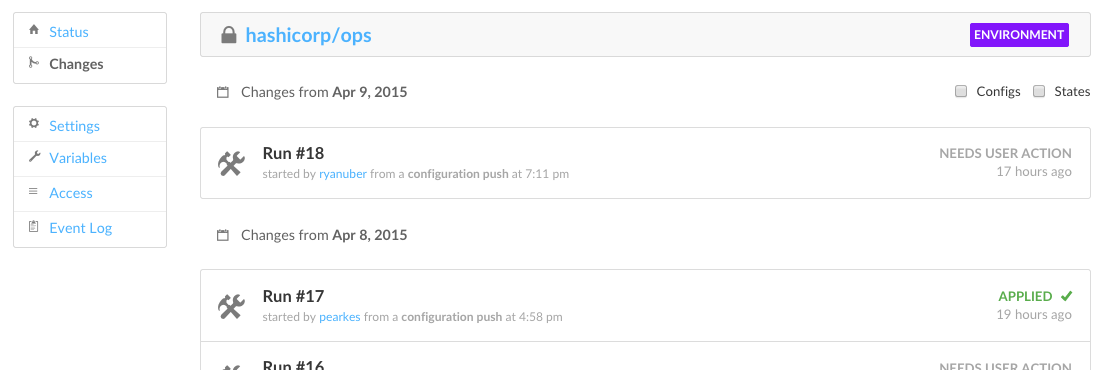 Status
Changes
Settings
Variables
Access
Event Log
hashicorp/ops
ENVIRONMENT
Changes from Apr 9, 2015
Configs
States
Run #18
started by ryanuber from a configuration push at 7:11 pm
NEEDS USER ACTION
17 hours ago
Changes from Apr 8, 2015
Run #17
started by pearkes from a configuration push at 4:58 pm
APPLIED
19 hours ago
Run #16
NEEDS USER ACTION